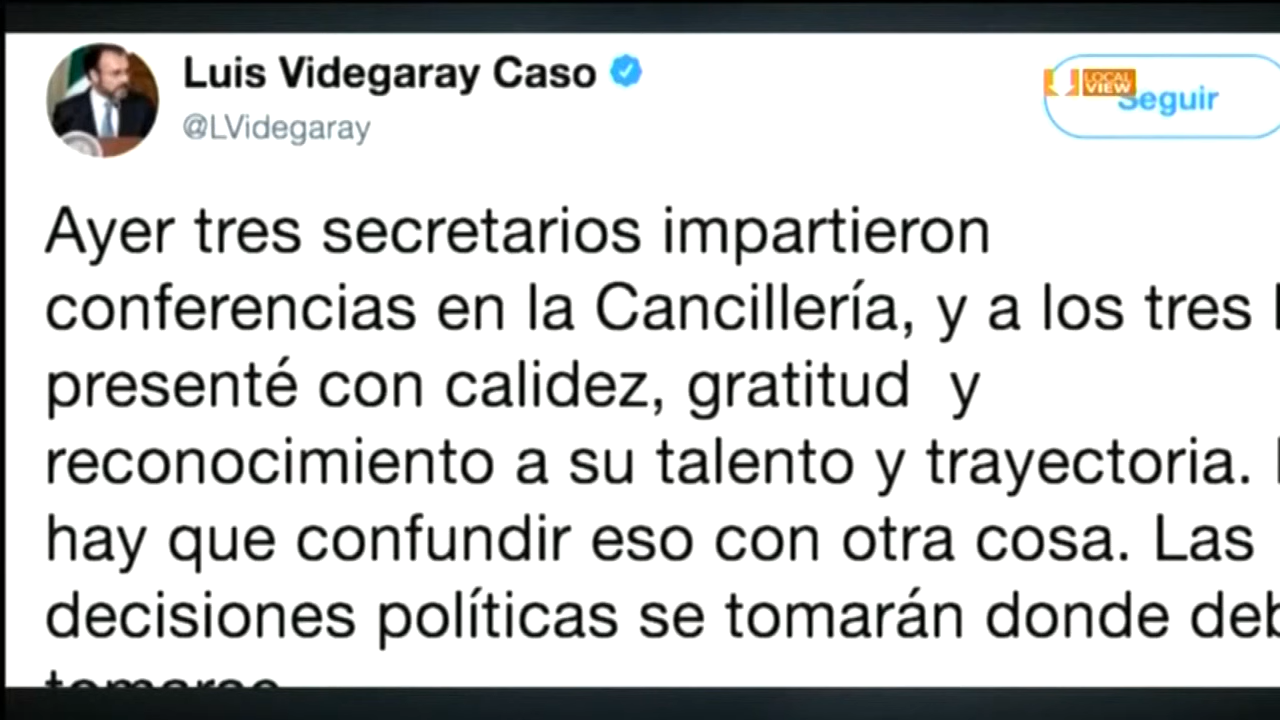 Luis Videgaray Caso
@LVidegaray
LOCAL
VIEW
Seguir
Ayer tres secretarios impartieron
conferencias en la Cancillería, y a los tres
presenté con calidez, gratitud y
reconocimiento a su talento y trayectoria.
hay que confundir eso con otra cosa. Las
decisiones políticas se tomarán donde